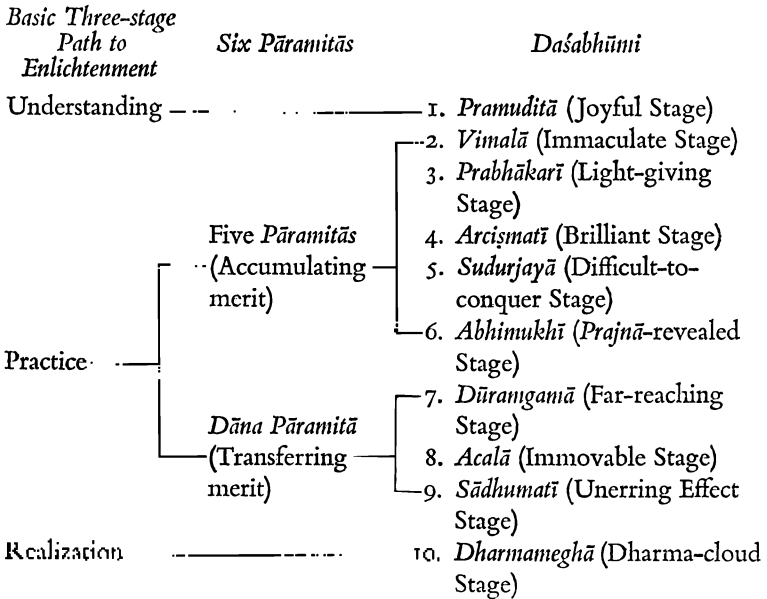 Basic Three-stage
Path to
Enlichtenment
Six Pāramitās
Daśabhūmi
Understanding
1. Pramuditā (Joyful Stage)
2. Vimalā (Immaculate Stage)
3. Prabhākarī (Light-giving
Stage)
Five Pāramitās
(Accumulating
merit)
4. Arciṣmatī (Brilliant Stage)
5. Sudurjayā (Difficult-to-
conquer Stage)
6. Abhimukhī (Prajnā-revealed
Stage)
Practice
Dāna Pāramitā
(Transferring
merit)
7. Dūramgamā (Far-reaching
Stage)
8. Acalā (Immovable Stage)
9. Sādhumatī (Unerring Effect
Stage)
Realization
10. Dharmameghā (Dharma-cloud
Stage)